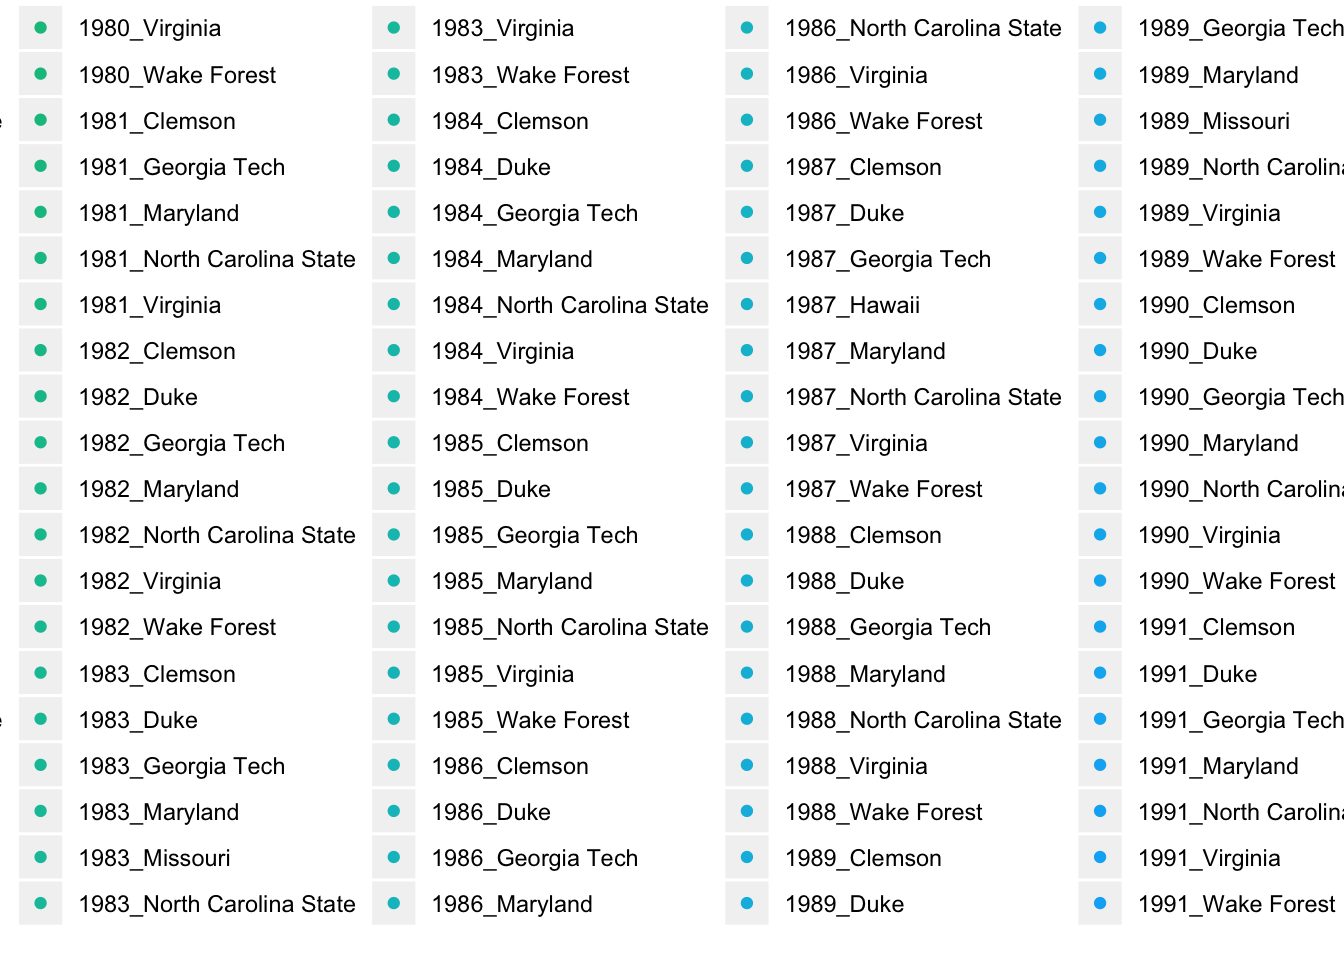 1980_Virginia
1980_Wake Forest
1981_Clemson
1981_Georgia Tech
1981_Maryland
1981_North Carolina State
1981_Virginia
1982_Clemson
1982_Duke
1982_Georgia Tech
1982_Maryland
1982_North Carolina State
1982_Virginia
1982_Wake Forest
1983_Clemson
1983_Duke
1983_Georgia Tech
1983_Maryland
1983_Missouri
1983_North Carolina State
1983_Virginia
1983_Wake Forest
1984_Clemson
1984_Duke
1984_Georgia Tech
1984_Maryland
1984_North Carolina State
1984_Virginia
1984_Wake Forest
1985_Clemson
1985_Duke
1985_Georgia Tech
1985_Maryland
1985_North Carolina State
1985_Virginia
1985_Wake Forest
1986_Clemson
1986_Duke
1986_Georgia Tech
1986_Maryland
1986_North Carolina State
1986_Virginia
1986_Wake Forest
1987_Clemson
1987_Duke
1987_Georgia Tech
1987_Hawaii
1987_Maryland
1987_North Carolina State
1987_Virginia
1987_Wake Forest
1988_Clemson
1988_Duke
1988_Georgia Tech
1988_Maryland
1988_North Carolina State
1988_Virginia
1988_Wake Forest
1989_Clemson
1989_Duke
1989_Georgia Tech
1989_Maryland
1989_Missouri
1989_North Carolina
1989_Virginia
1989_Wake Forest
1990_Clemson
1990_Duke
1990_Georgia Tech
1990_Maryland
1990_North Carolina
1990_Virginia
1990_Wake Forest
1991_Clemson
1991_Duke
1991_Georgia Tech
1991_Maryland
1991_North Carolina
1991_Virginia
1991_Wake Forest